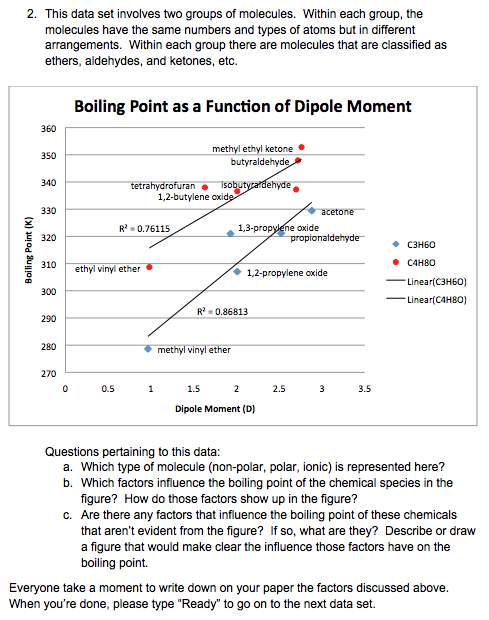 2. This data set involves two groups of molecules. Within each group, the
molecules have the same numbers and types of atoms but in different
arrangements. Within each group there are molecules that are classified as
ethers, aldehydes, and ketones, etc.
Boiling Point as a Function of Dipole Moment
Boiling Point (K)
360
350
340
330
320
310
300
290
280
270
methyl ethyl ketone
butyraldehyde
tetrahydrofuran
isobutyraldehyde
1,2-butylene oxide
acetone
R² = 0.76115
1,3-propylene oxide
propionaldehyde
ethyl vinyl ether
1,2-propylene oxide
R² = 0.86813
methyl vinyl ether
0 0.5 1 1.5 2 2.5 3 3.5
Dipole Moment (D)
C3H6O
C4H8O
Linear(C3H6O)
Linear(C4H8O)
Questions pertaining to this data:
a. Which type of molecule (non-polar, polar, ionic) is represented here?
b. Which factors influence the boiling point of the chemical species in the
figure? How do those factors show up in the figure?
c. Are there any factors that influence the boiling point of these chemicals
that aren't evident from the figure? If so, what are they? Describe or draw
a figure that would make clear the influence those factors have on the
boiling point.
Everyone take a moment to write down on your paper the factors discussed above.
When you're done, please type "Ready" to go on to the next data set.